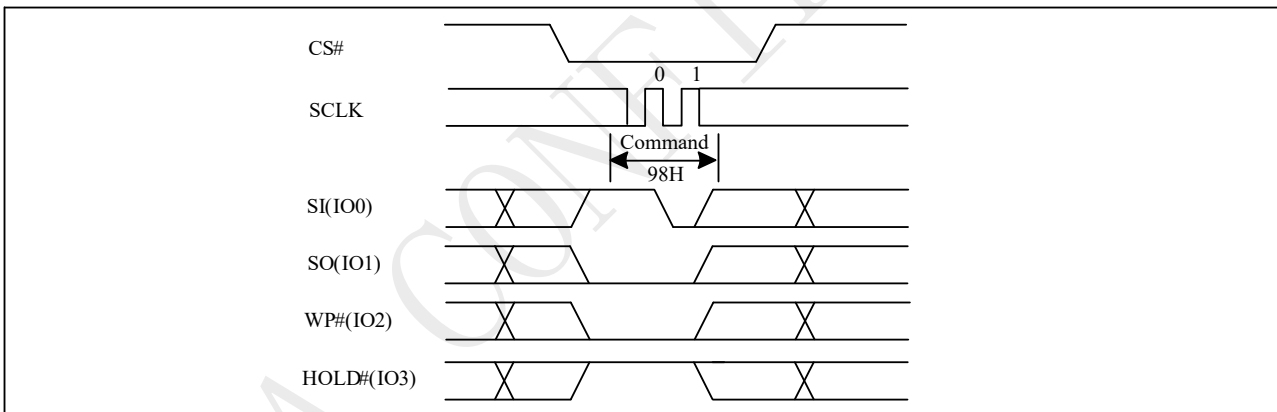 CS#
0 1
SCLK
Command
98H
SI(IO0)
SO(IO1)
WP#(IO2)
HOLD#(IO3)